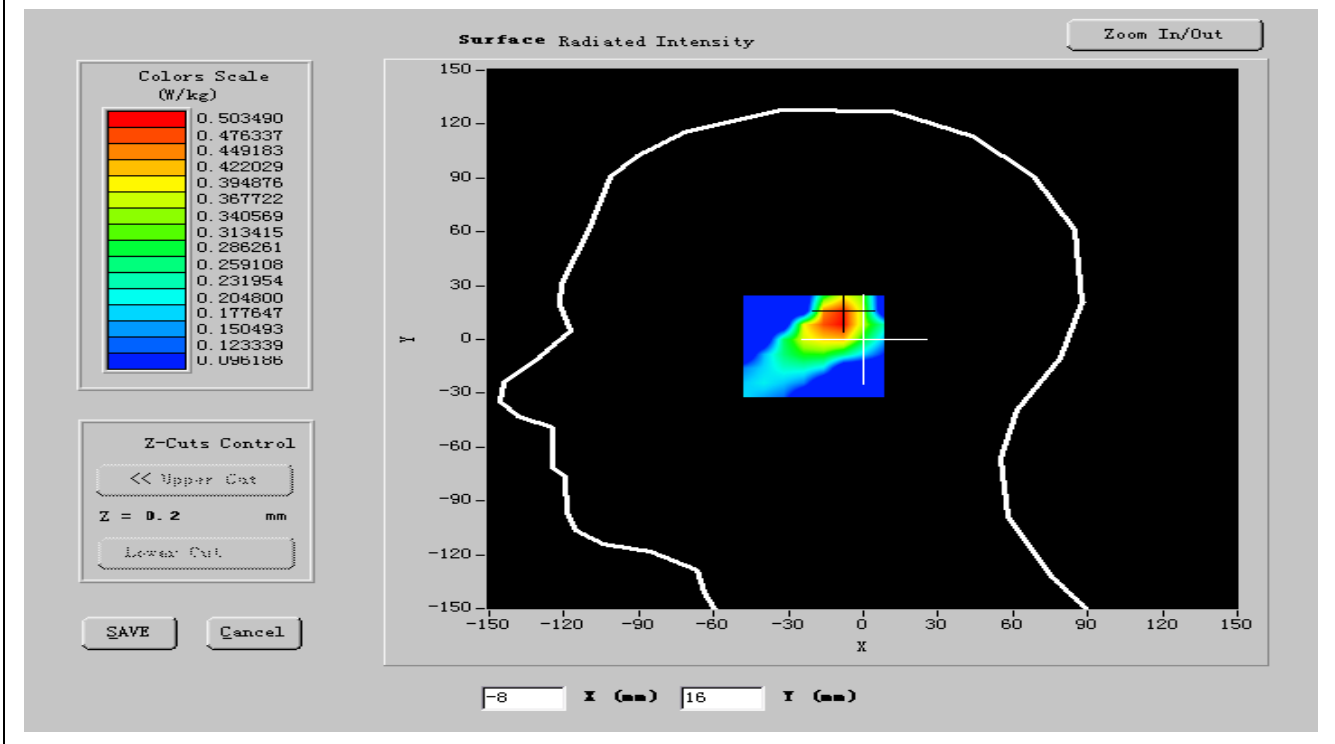 Surface Radiated Intensity
Zoom In/Out
Colors Scale
(W/kg)
0.503490
0.476337
0.449183
0.422029
0.394876
0.367722
0.340569
0.313415
0.286261
0.259108
0.231954
0.204800
0.177647
0.150493
0.123339
0.096186
150
120
90
60
30
0
-30
-60
-90
-120
-150
Y
-150 -120 -90 -60 -30 0 30 60 90 120 150
X
Z-Cuts Control
<< Upper Cut
Z = 0.2 mm
Lower Cut
SAVE Cancel
-8 X (mm) 16 Y (mm)